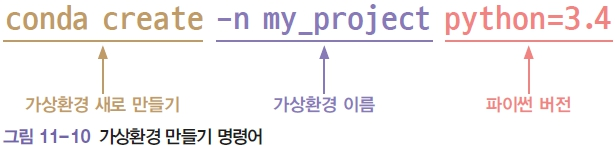 conda create -n my_project python=3.4
가상환경 새로 만들기 가상환경 이름 파이썬 버전
그림 11-10 가상환경 만들기 명령어